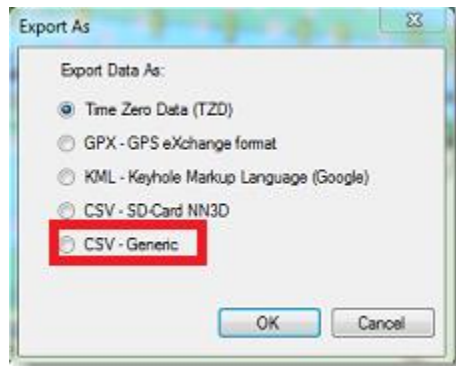 Export As
Export Data As:
Time Zero Data (TZD)
GPX - GPS eXchange format
KML - Keyhole Markup Language (Google)
CSV - SD-Card NN3D
CSV - Generic
OK Cancel